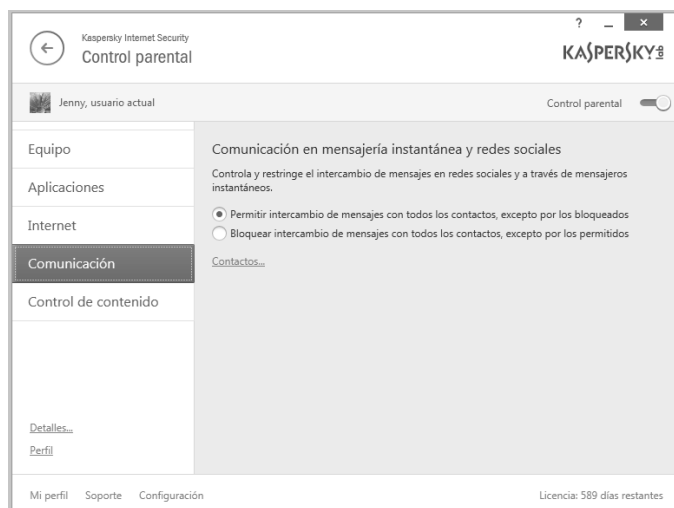 ? _ ×
Kaspersky Internet Security
Control parental
KASPERSKY lab
Jenny, usuario actual
Control parental
Equipo
Aplicaciones
Internet
Comunicación
Control de contenido
Detalles...
Perfil
Comunicación en mensajería instantánea y redes sociales
Controla y restringe el intercambio de mensajes en redes sociales y a través de mensajeros
instantáneos.
Permitir intercambio de mensajes con todos los contactos, excepto por los bloqueados
Bloquear intercambio de mensajes con todos los contactos, excepto por los permitidos
Contactos...
Mi perfil Soporte Configuración
Licencia: 589 días restantes